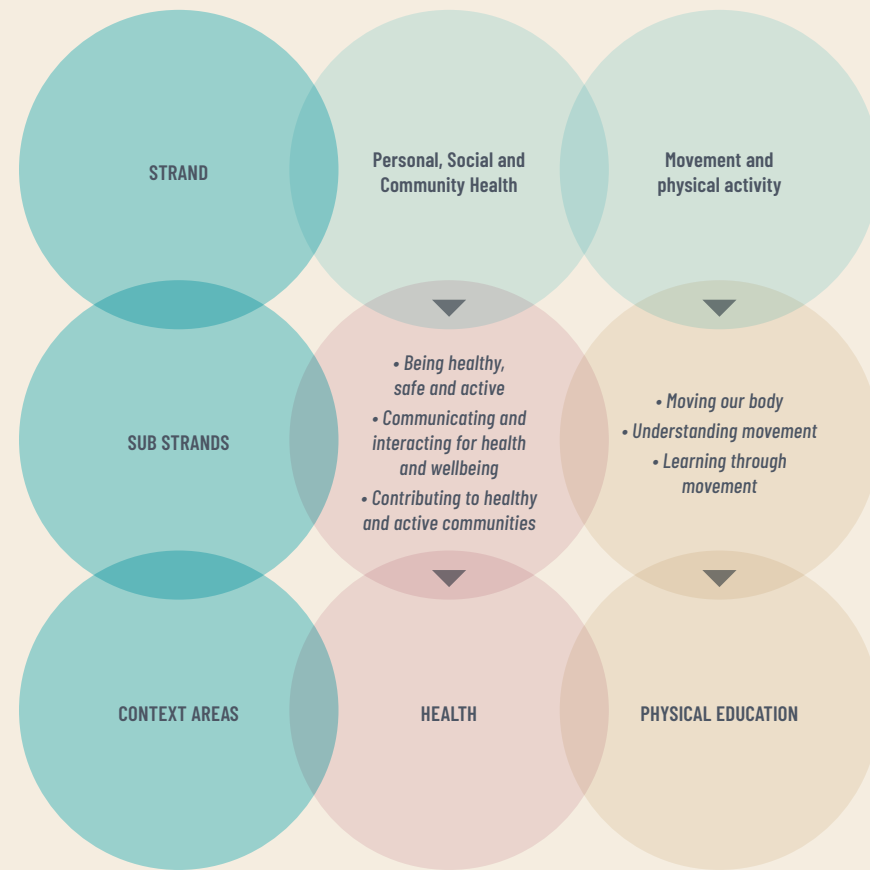 STRAND
Personal, Social and
Community Health
Movement and
physical activity
SUB STRANDS
• Being healthy,
safe and active
• Communicating and
interacting for health
and wellbeing
• Contributing to healthy
and active communities
• Moving our body
• Understanding movement
• Learning through
movement
CONTEXT AREAS
HEALTH
PHYSICAL EDUCATION